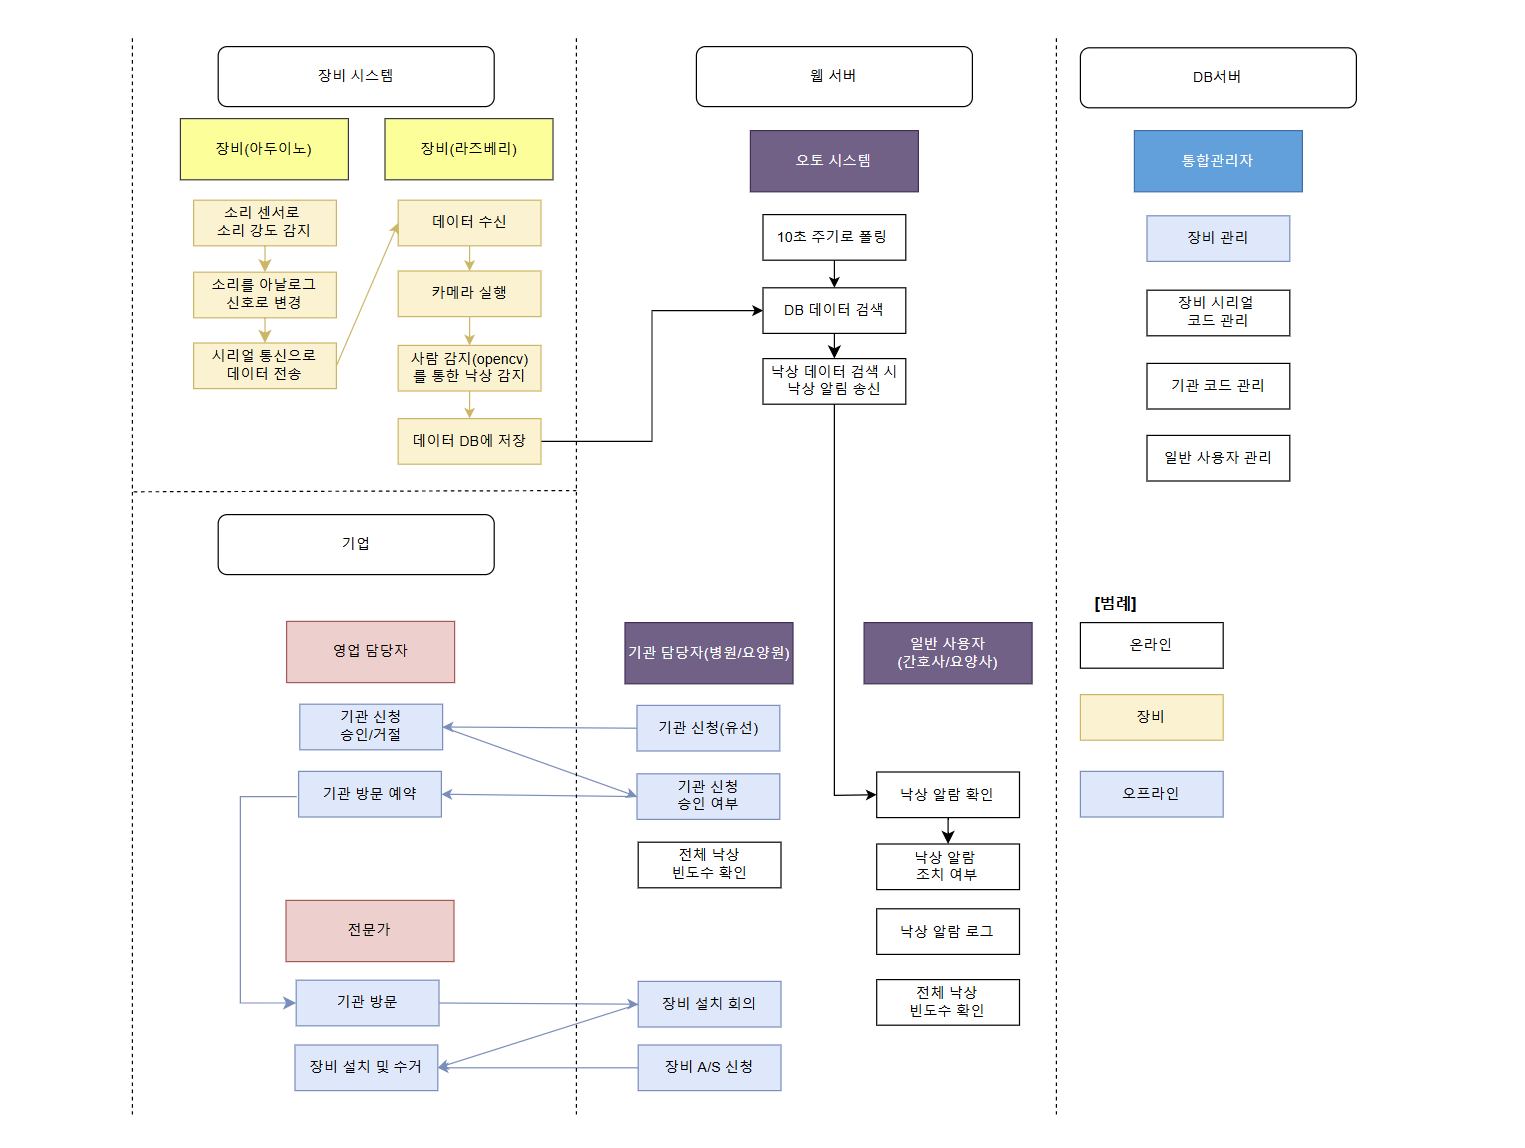 장비 시스템
장비(아두이노)
장비(라즈베리)
소리 센서로
소리 강도 감지
소리를 아날로그
신호로 변경
시리얼 통신으로
데이터 전송
데이터 수신
카메라 실행
사람 감지(opencv)
를 통한 낙상 감지
데이터 DB에 저장
웹 서버
오토 시스템
10초 주기로 폴링
DB 데이터 검색
낙상 데이터 검색 시
낙상 알림 송신
DB서버
통합관리자
장비 관리
장비 시리얼
코드 관리
기관 코드 관리
일반 사용자 관리
기업
영업 담당자
기관 신청
승인/거절
기관 방문 예약
전문가
기관 방문
장비 설치 및 수거
기관 담당자(병원/요양원)
기관 신청(유선)
기관 신청
승인 여부
전체 낙상
빈도수 확인
장비 설치 회의
장비 A/S 신청
일반 사용자
(간호사/요양사)
낙상 알람 확인
낙상 알람
조치 여부
낙상 알람 로그
전체 낙상
빈도수 확인
[범례]
온라인
장비
오프라인